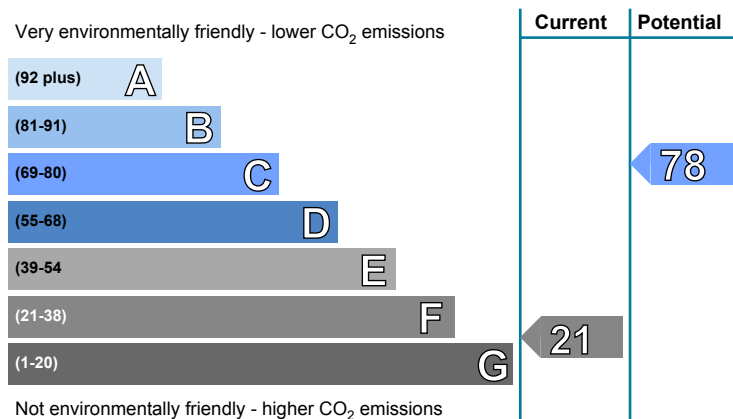 Very environmentally friendly - lower CO2 emissions
Current
Potential
(92 plus) A
(81-91) B
(69-80) C
78
(55-68) D
(39-54 E
(21-38) F
21
(1-20) G
Not environmentally friendly - higher CO2 emissions